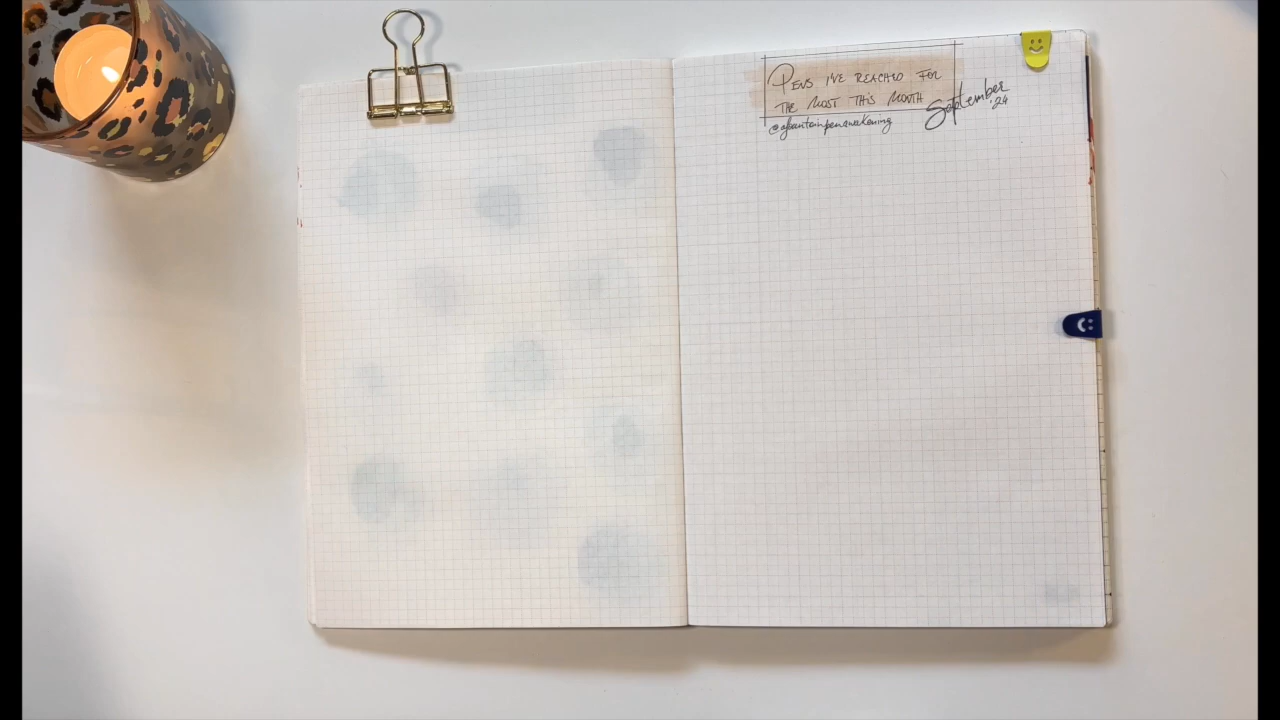 PENS I'VE REACHED FOR
THE MOST THIS MONTH
September
'24
@afountainpenawakening